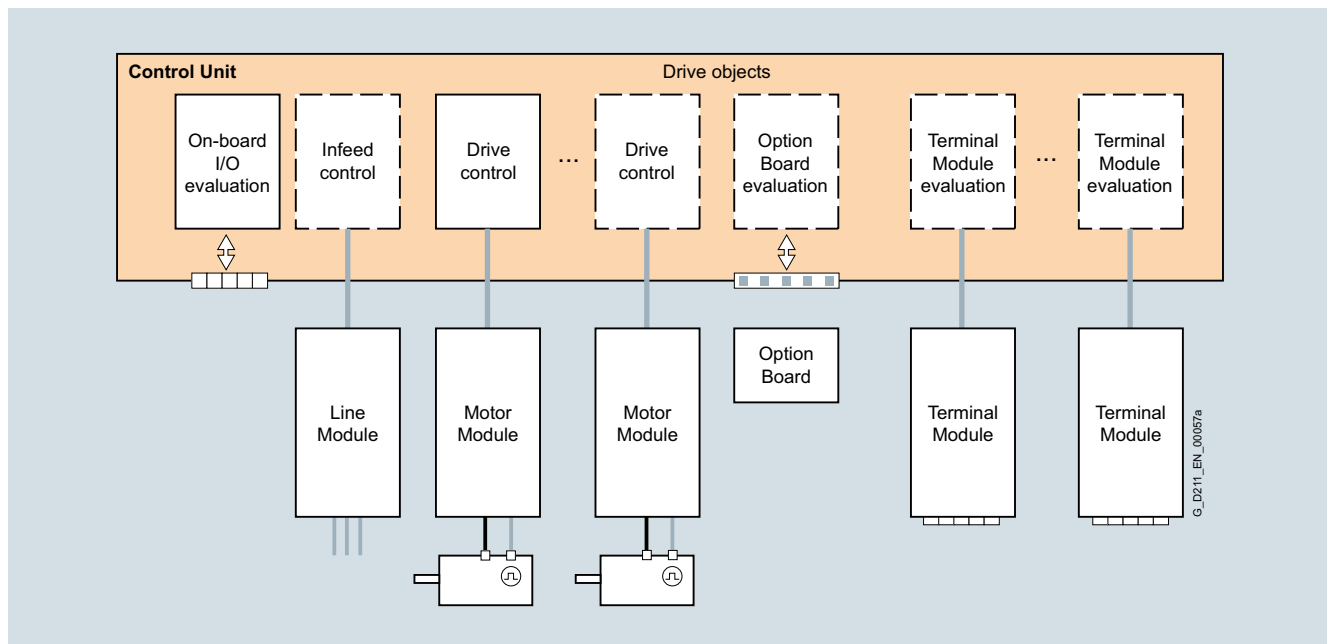 Control Unit
Drive objects
On-board
I/O
evaluation
Infeed
control
Drive
control
...
Drive
control
Option
Board
evaluation
Terminal
Module
evaluation
...
Terminal
Module
evaluation
Line
Module
Motor
Module
Motor
Module
Option
Board
Terminal
Module
Terminal
Module
G_D211_EN_00057a